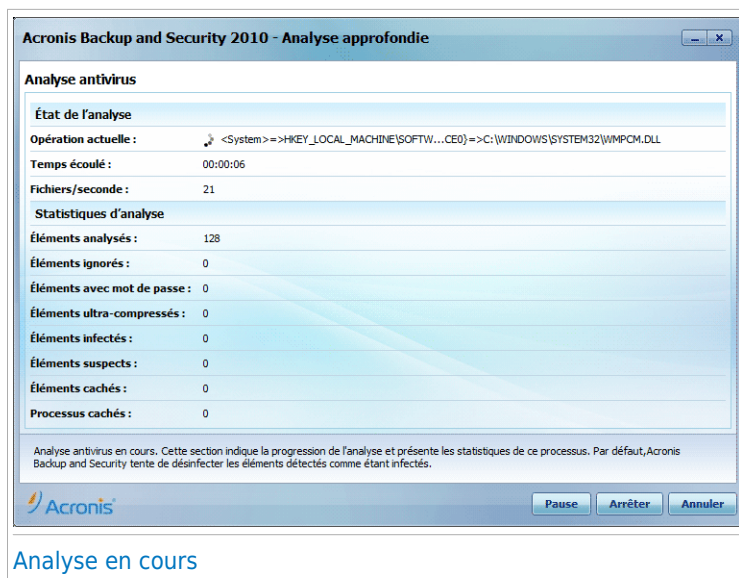 Acronis Backup and Security 2010 - Analyse approfondie
Analyse antivirus
État de l'analyse
Opération actuelle : <System>=>HKEY_LOCAL_MACHINE\SOFTW...CE0}=>C:\WINDOWS\SYSTEM32\WMPCM.DLL
Temps écoulé : 00:00:06
Fichiers/seconde : 21
Statistiques d'analyse
Éléments analysés : 128
Éléments ignorés : 0
Éléments avec mot de passe : 0
Éléments ultra-compressés : 0
Éléments infectés : 0
Éléments suspects : 0
Éléments cachés : 0
Processus cachés : 0
Analyse antivirus en cours. Cette section indique la progression de l'analyse et présente les statistiques de ce processus. Par défaut,Acronis
Backup and Security tente de désinfecter les éléments détectés comme étant infectés.
Acronis Pause Arrêter Annuler
Analyse en cours